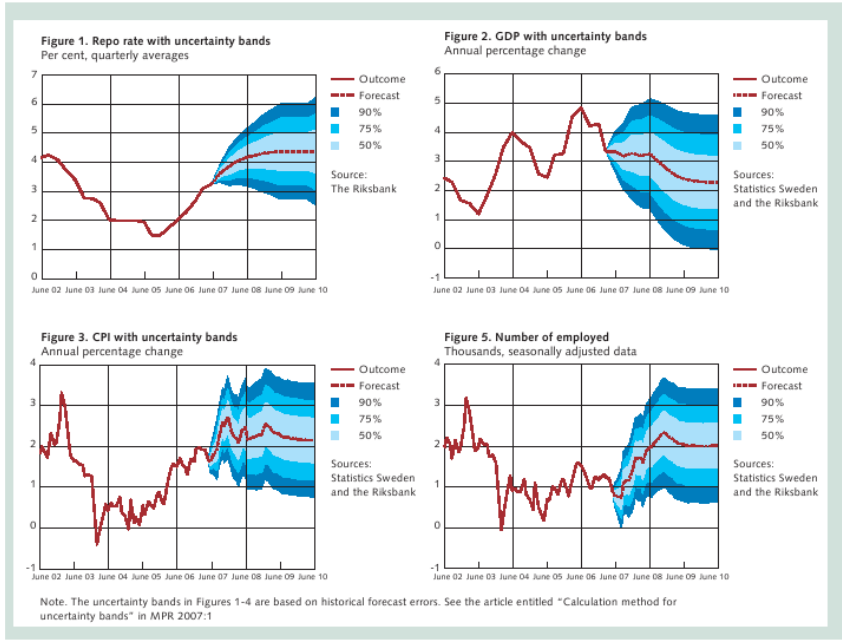 Figure 1. Repo rate with uncertainty bands
Per cent, quarterly averages
7
6
5
4
3
2
1
0
June 02 June 03 June 04 June 05 June 06 June 07 June 08 June 09 June 10
Outcome
Forecast
90%
75%
50%
Source:
The Riksbank
Figure 2. GDP with uncertainty bands
Annual percentage change
6
5
4
3
2
1
0
-1
June 02 June 03 June 04 June 05 June 06 June 07 June 08 June 09 June 10
Outcome
Forecast
90%
75%
50%
Sources:
Statistics Sweden
and the Riksbank
Figure 3. CPI with uncertainty bands
Annual percentage change
4
3
2
1
0
-1
June 02 June 03 June 04 June 05 June 06 June 07 June 08 June 09 June 10
Outcome
Forecast
90%
75%
50%
Sources:
Statistics Sweden
and the Riksbank
Figure 5. Number of employed
Thousands, seasonally adjusted data
4
3
2
1
0
-1
June 02 June 03 June 04 June 05 June 06 June 07 June 08 June 09 June 10
Outcome
Forecast
90%
75%
50%
Sources:
Statistics Sweden
and the Riksbank
Note. The uncertainty bands in Figures 1-4 are based on historical forecast errors. See the article entitled "Calculation method for
uncertainty bands" in MPR 2007:1